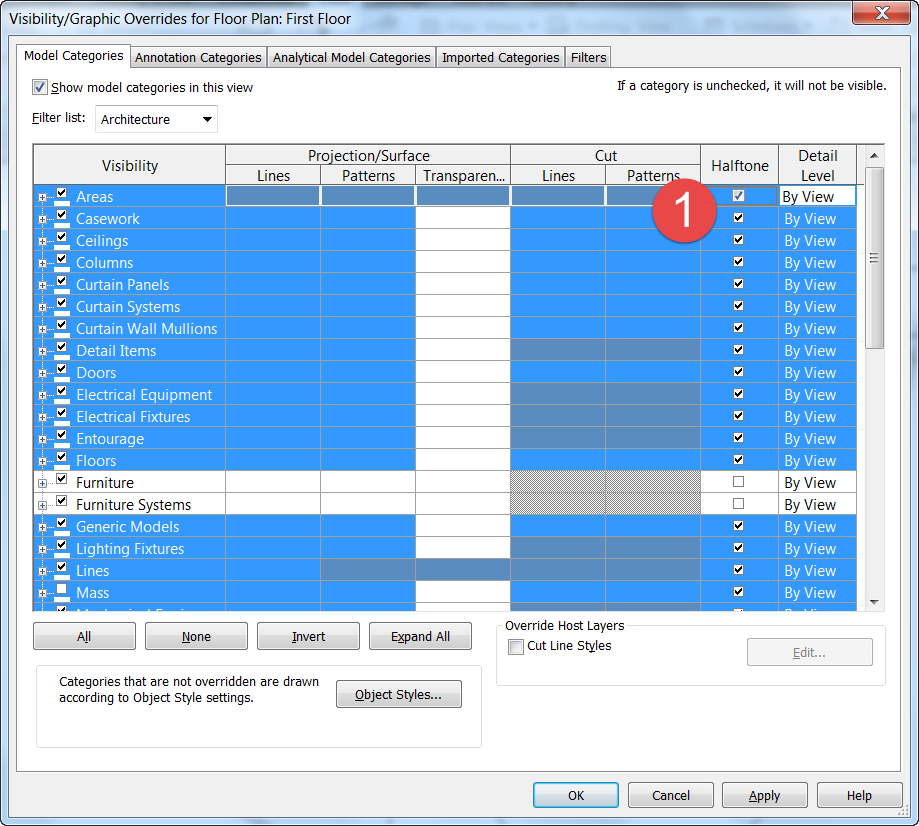 Visibility/Graphic Overrides for Floor Plan: First Floor
Model Categories Annotation Categories Analytical Model Categories Imported Categories Filters
Show model categories in this view
If a category is unchecked, it will not be visible.
Filter list: Architecture
Visibility Projection/Surface Cut Halftone Detail Level
Lines Patterns Transparen... Lines Patterns
1
Areas By View
Casework By View
Ceilings By View
Columns By View
Curtain Panels By View
Curtain Systems By View
Curtain Wall Mullions By View
Detail Items By View
Doors By View
Electrical Equipment By View
Electrical Fixtures By View
Entourage By View
Floors By View
Furniture By View
Furniture Systems By View
Generic Models By View
Lighting Fixtures By View
Lines By View
Mass By View
All None Invert Expand All
Override Host Layers
Cut Line Styles
Edit...
Categories that are not overridden are drawn
according to Object Style settings.
Object Styles...
OK Cancel Apply Help